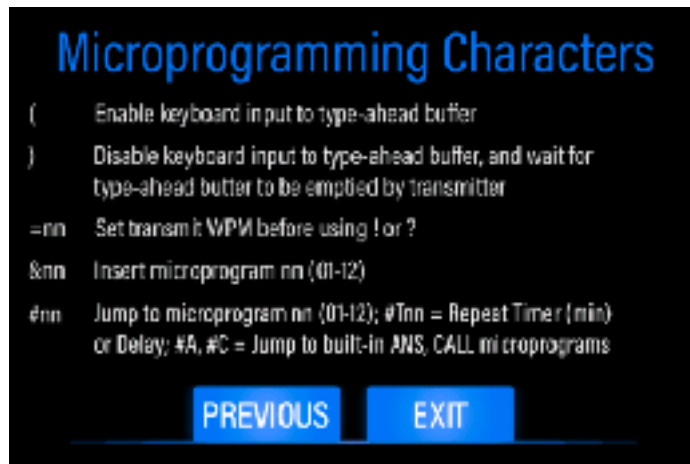 Microprogramming Characters
( Enable keyboard input to type-ahead buffer
) Disable keyboard input to type-ahead buffer, and wait for
type-ahead butter to be emptied by transmitter
=nn Set transmit WPM before using ! or ?
&nn Insert microprogram nn (01-12)
#nn Jump to microprogram nn (01-12); #Tnn = Repeat Timer (min)
or Delay; #A, #C = Jump to built-in ANS, CALL microprograms
PREVIOUS EXIT